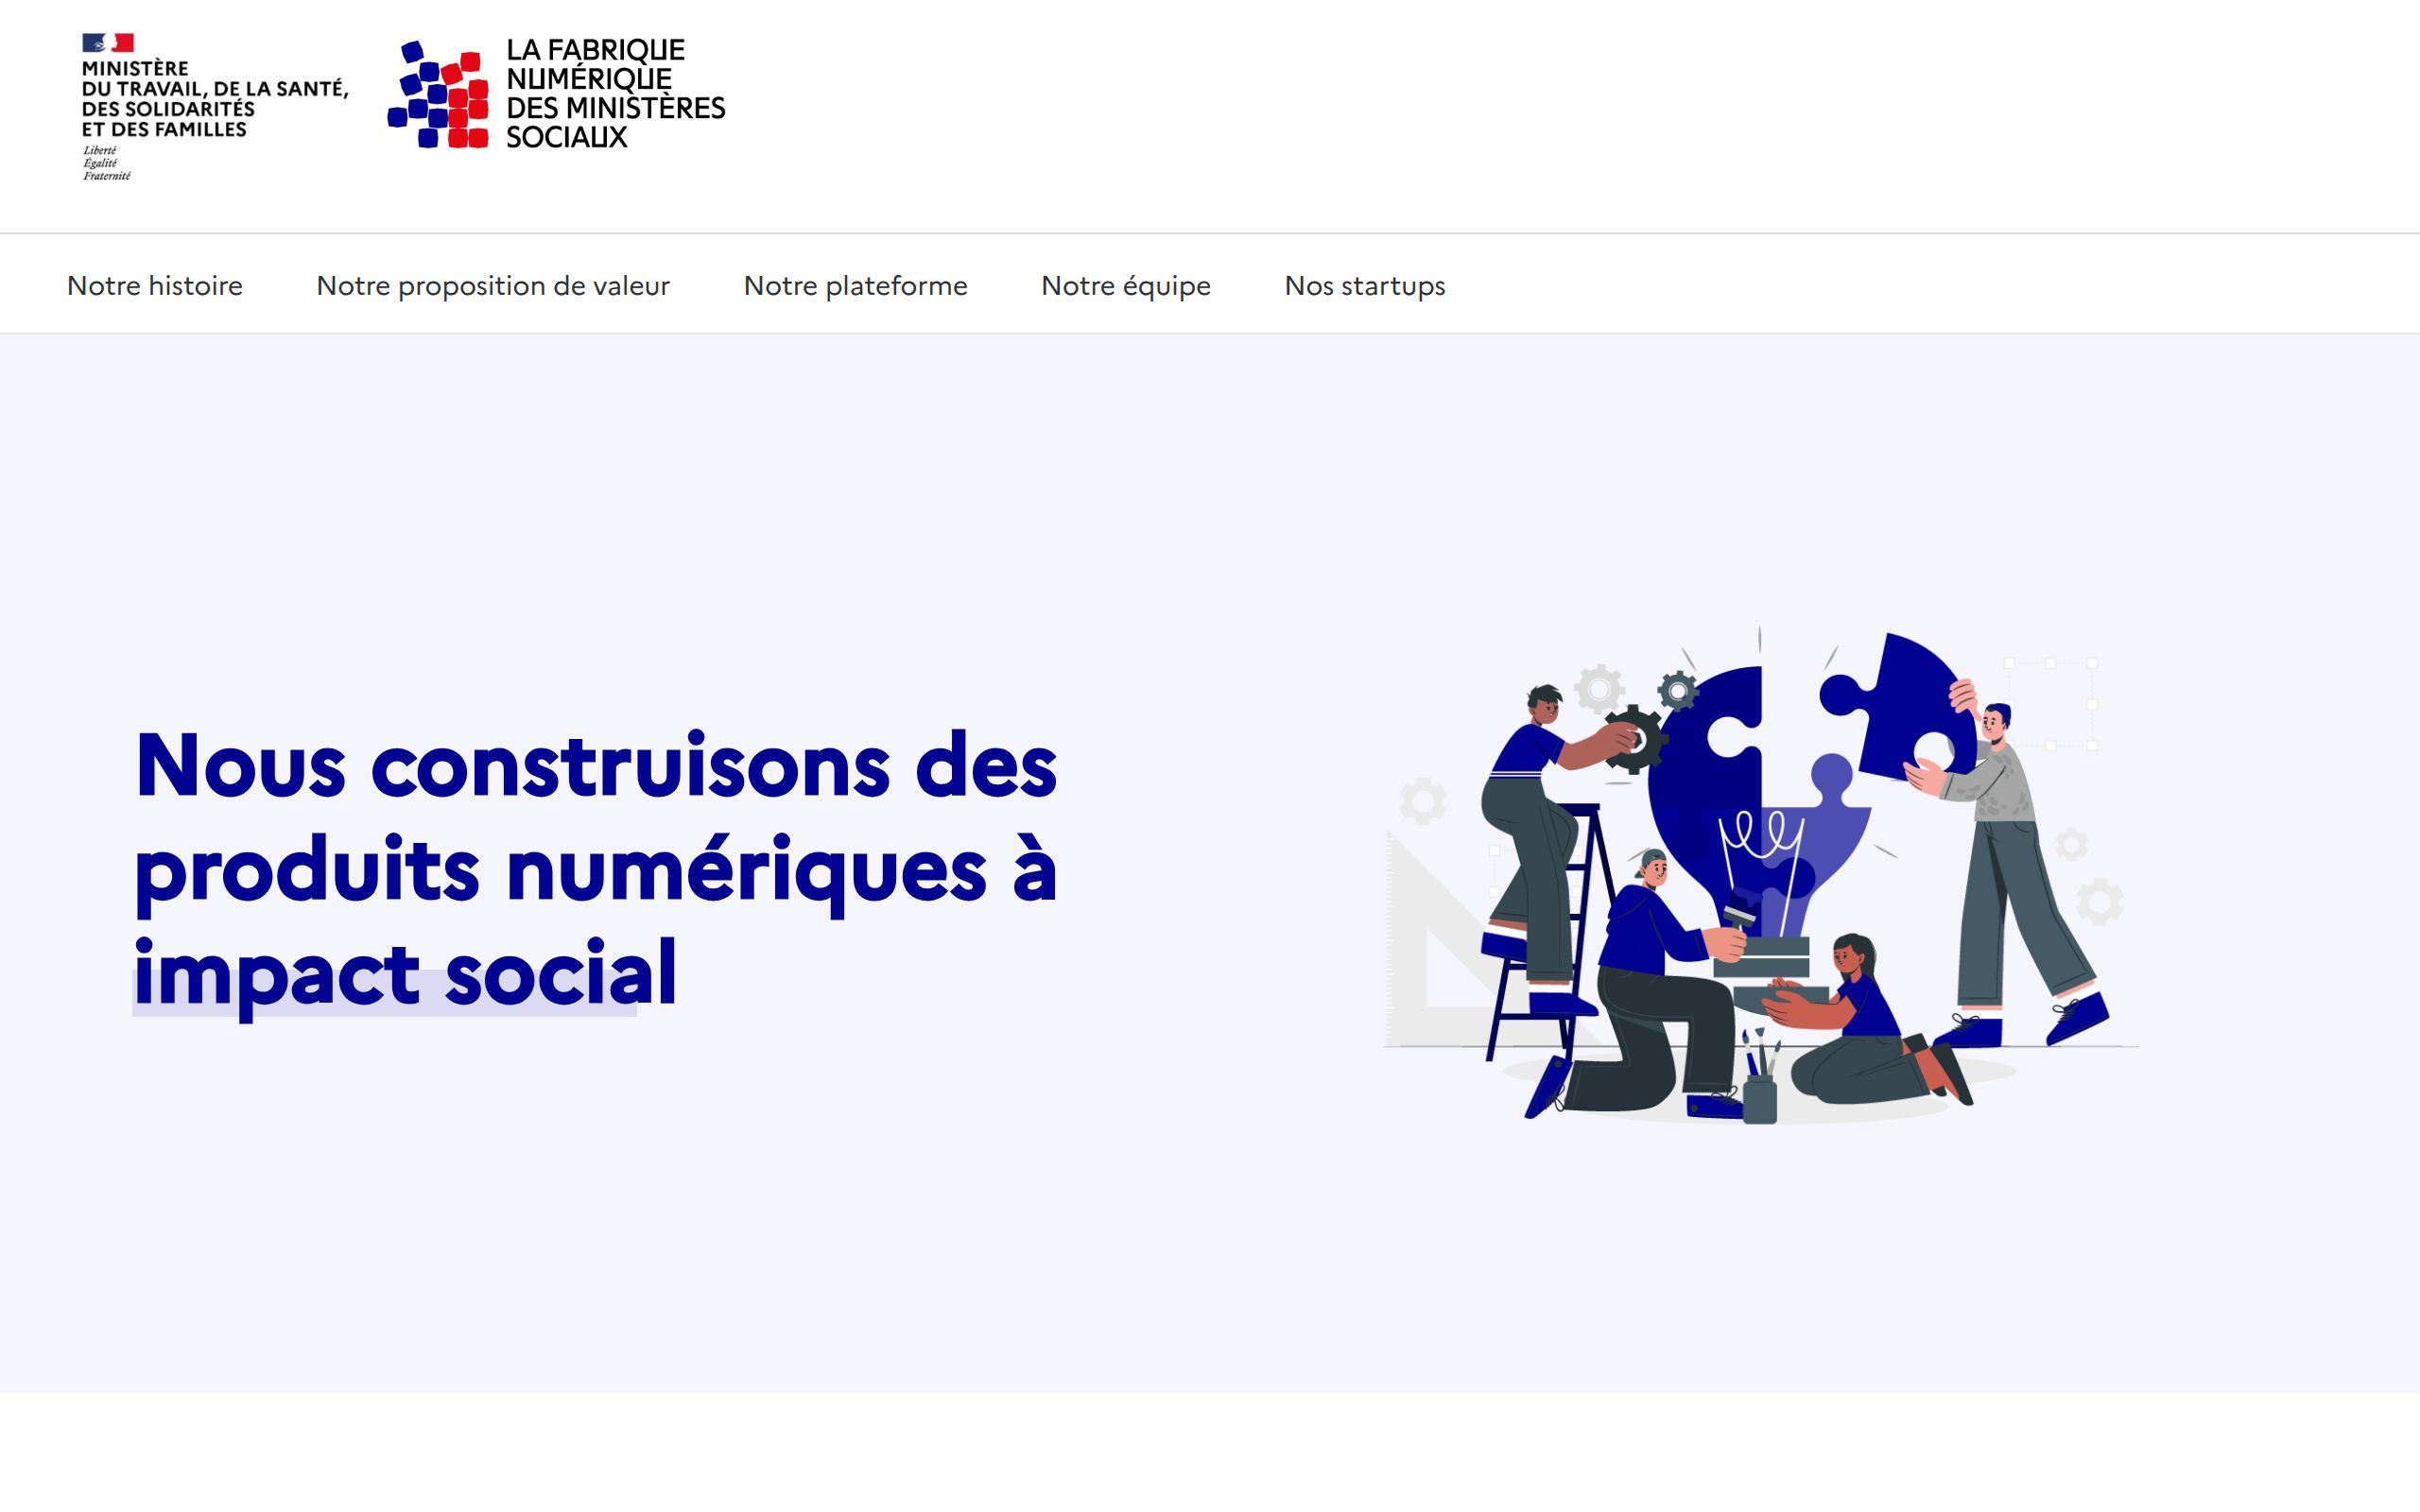 MINISTÈRE
DU TRAVAIL, DE LA SANTÉ,
DES SOLIDARITÉS
ET DES FAMILLES
Liberté
Égalité
Fraternité
LA FABRIQUE
NUMÉRIQUE
DES MINISTÈRES
SOCIAUX
Notre histoire Notre proposition de valeur Notre plateforme Notre équipe Nos startups
Nous construisons des
produits numériques à
impact social